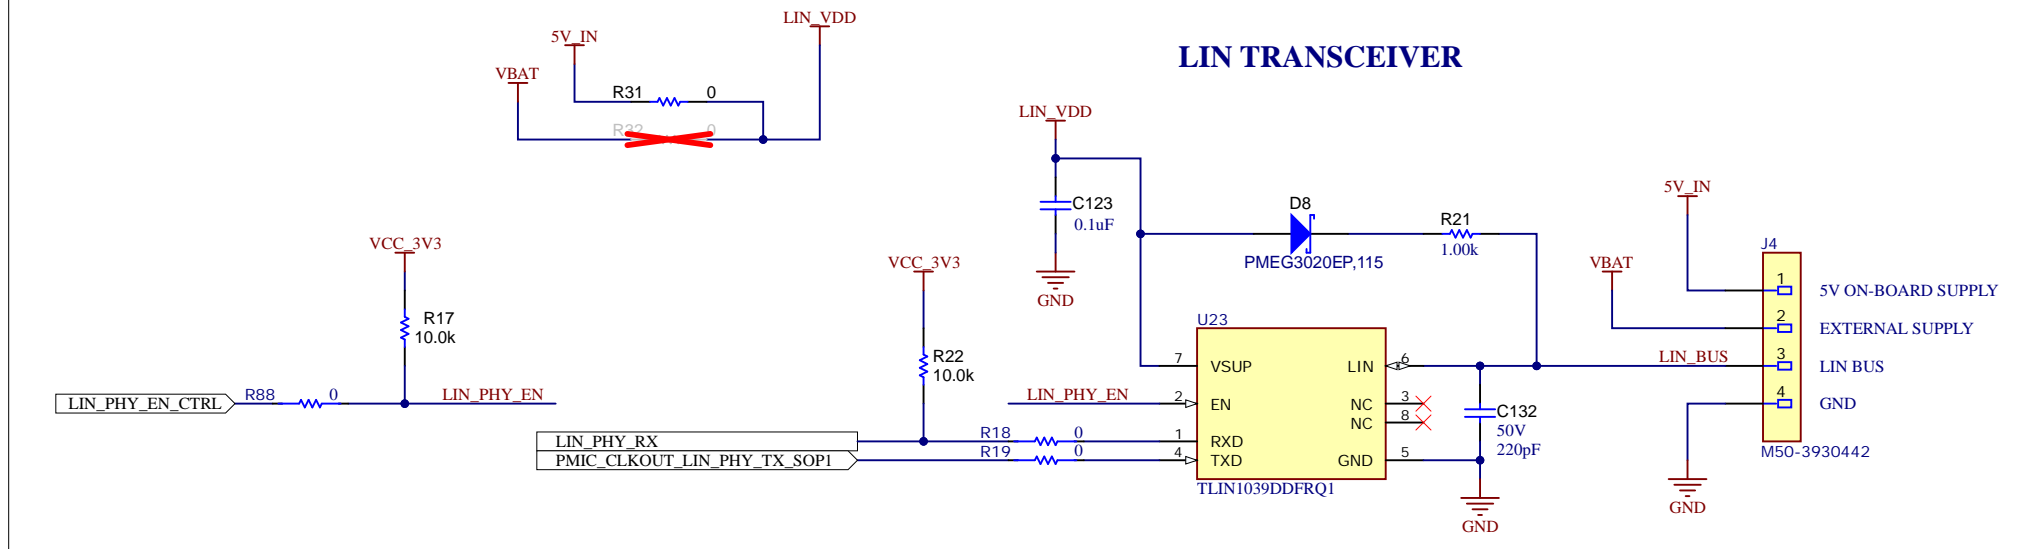 LIN_VDD
5V_IN
LIN TRANSCEIVER
VBAT
R31 0
R32 0
LIN_VDD
5V_IN
C123
0.1uF
D8
R21
PMEG3020EP,115
1.00k
VCC_3V3
VCC_3V3
VBAT
J4
GND
1 5V ON-BOARD SUPPLY
R17
10.0k
U23
2 EXTERNAL SUPPLY
R22
10.0k
7 VSUP LIN 6
LIN_BUS 3 LIN BUS
LIN_PHY_EN_CTRL R88 0 LIN_PHY_EN
LIN_PHY_EN 2 EN NC 3
4 GND
NC 8
C132
50V
220pF
LIN_PHY_RX R18 0 1 RXD
PMIC_CLKOUT_LIN_PHY_TX_SOP1 R19 0 4 TXD GND 5
M50-3930442
TLIN1039DDFRQ1
GND
GND